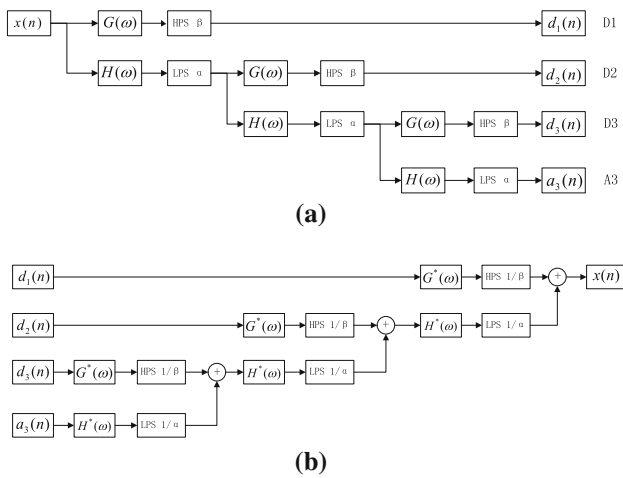 x(n) G(ω) HPS β d₁(n) D1
H(ω) LPS α G(ω) HPS β d₂(n) D2
H(ω) LPS α G(ω) HPS β d₃(n) D3
H(ω) LPS α a₃(n) A3
(a)
d₁(n) G*(ω) HPS 1/β + x(n)
d₂(n) G*(ω) HPS 1/β + H*(ω) LPS 1/α
d₃(n) G*(ω) HPS 1/β + H*(ω) LPS 1/α
a₃(n) H*(ω) LPS 1/α
(b)